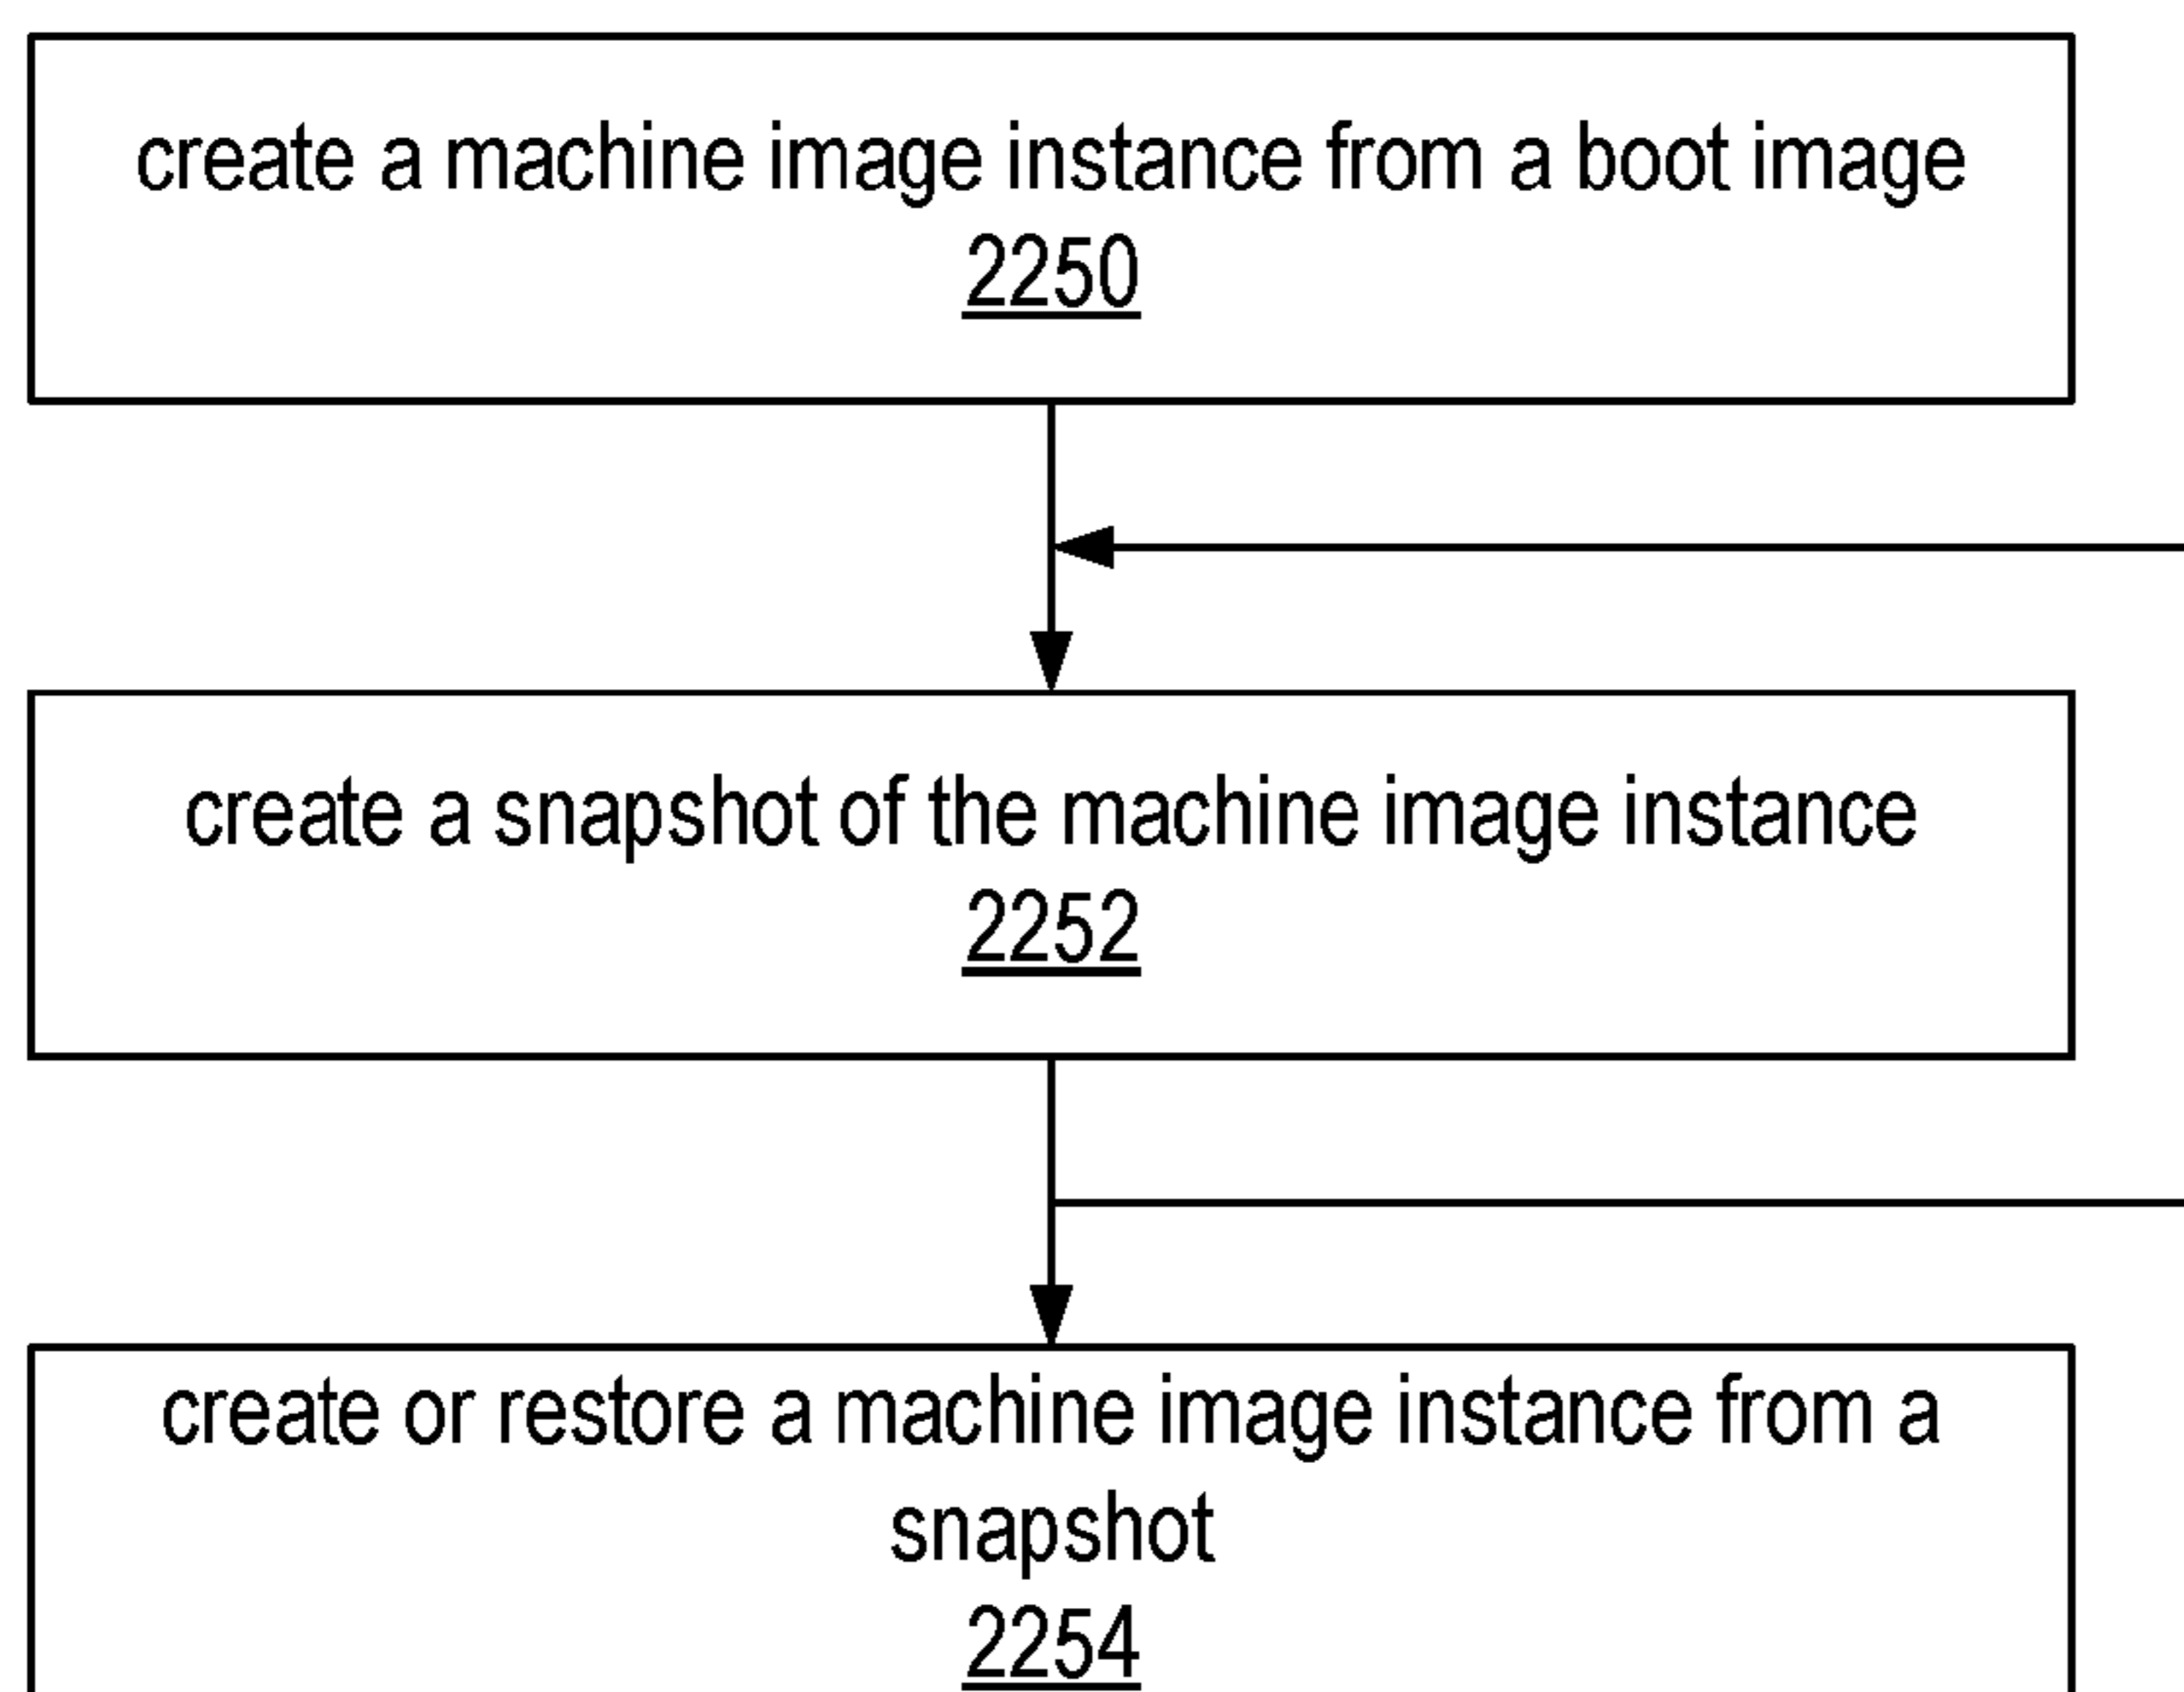 create a machine image instance from a boot image
2250
create a snapshot of the machine image instance
2252
create or restore a machine image instance from a
snapshot
2254